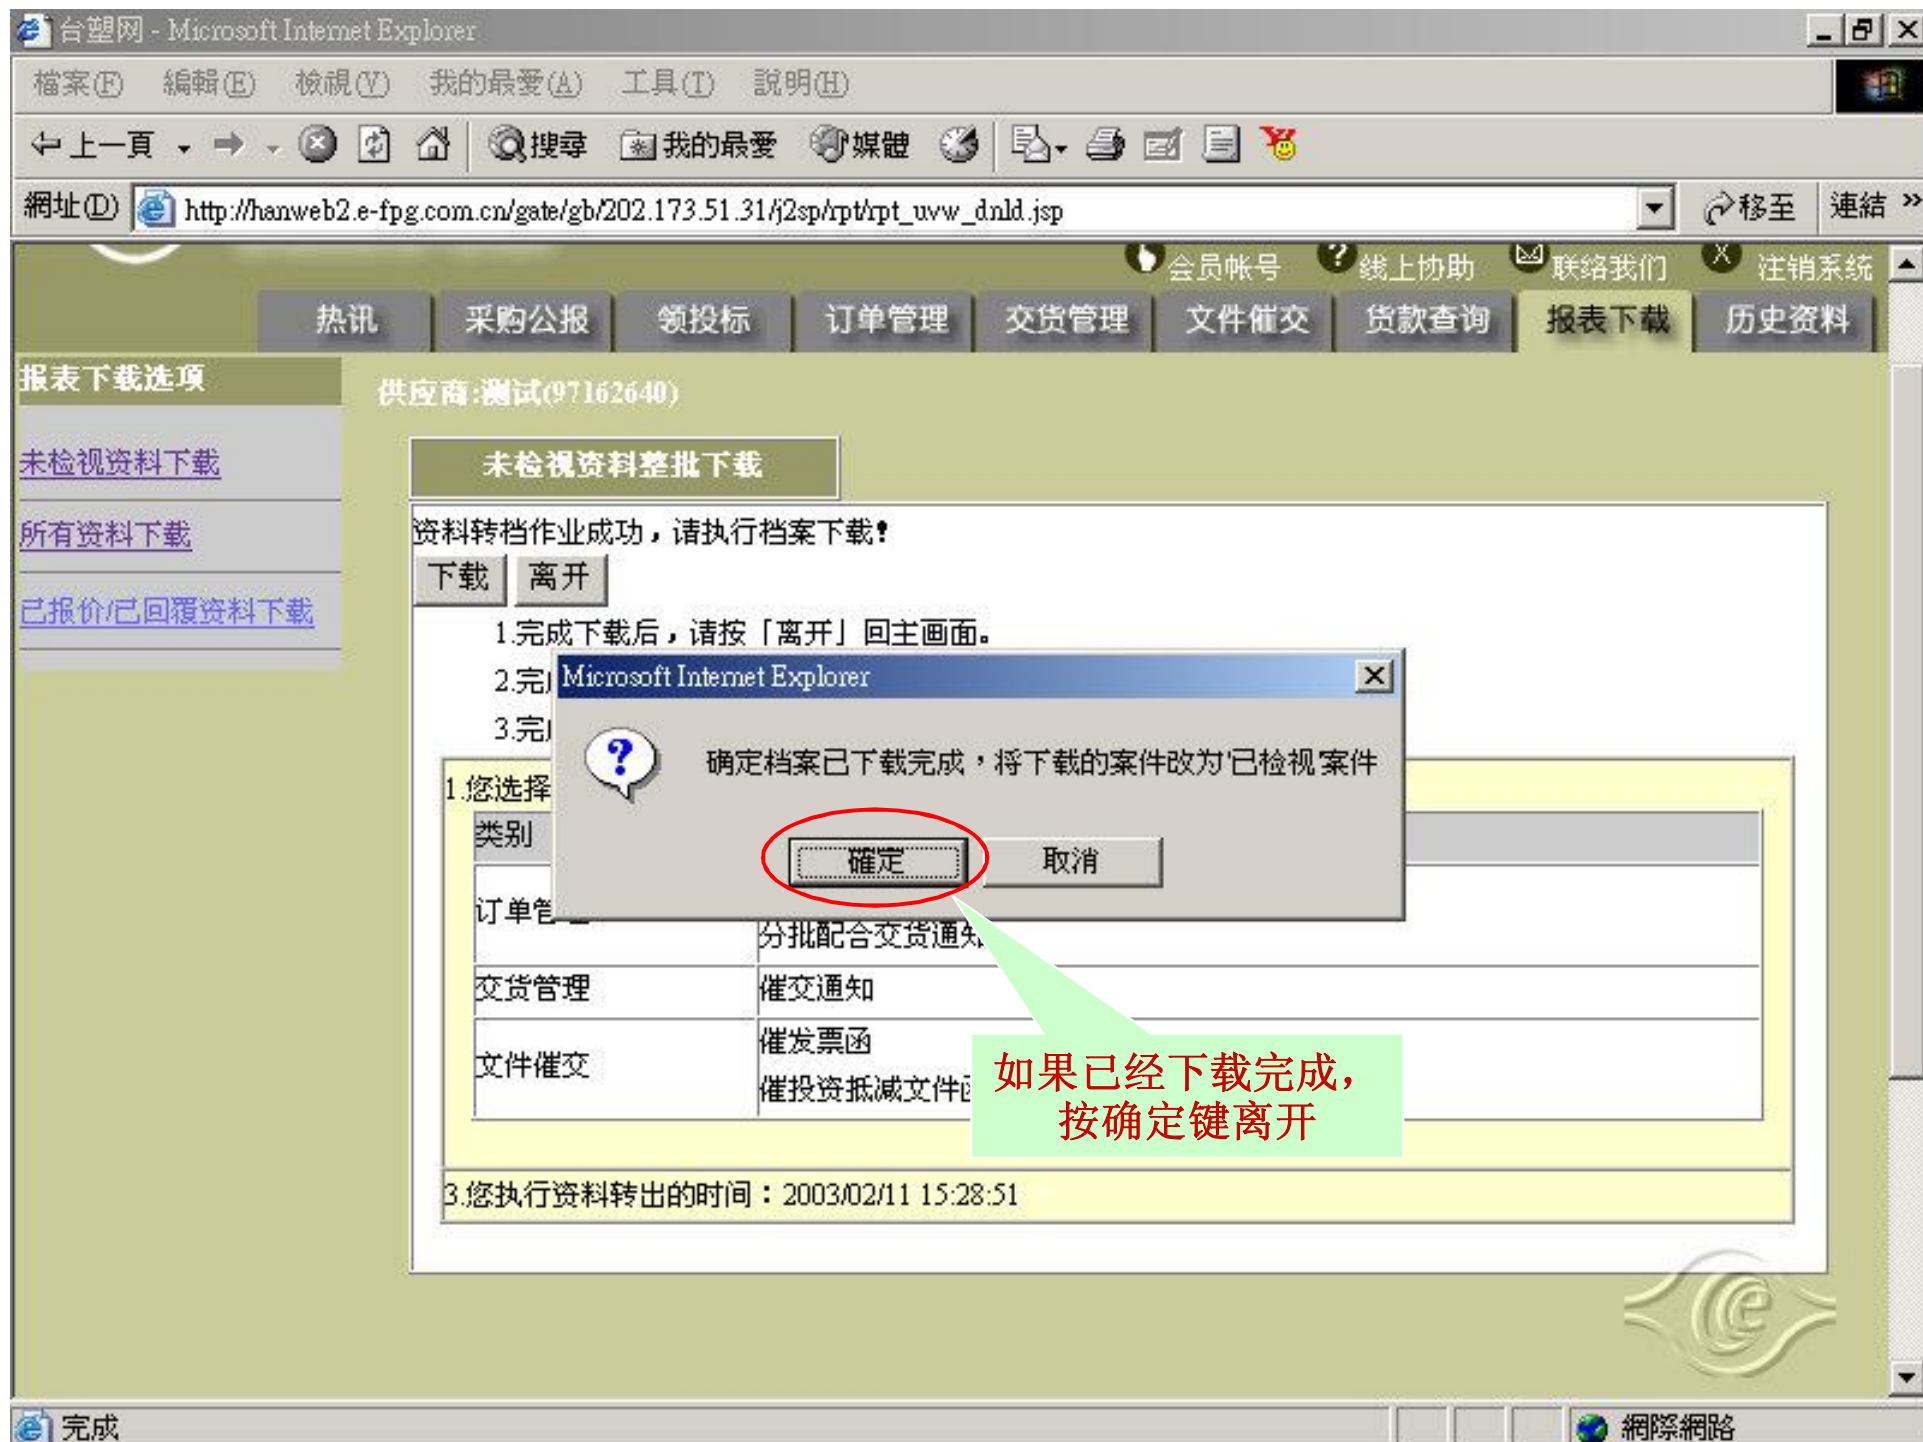 台塑网 - Microsoft Internet Explorer
檔案(F) 編輯(E) 檢視(V) 我的最愛(A) 工具(T) 說明(H)
上一頁 搜尋 我的最愛 媒體
網址(D) http://hanweb2.e-fpg.com.cn/gate/gb/202.173.51.31/j2sp/rpt/rpt_uvw_dnld.jsp 移至 連結 »
会员帐号 ? 线上协助 联络我们 X 注销系统
热讯 采购公报 领投标 订单管理 交货管理 文件催交 货款查询 报表下载 历史资料
报表下载选项
供应商:测试(97162640)
未检视资料下载
所有资料下载
已报价/已回覆资料下载
未检视资料整批下载
资料转档作业成功，请执行档案下载!
下载 离开
1.完成下载后，请按「离开」回主画面。
2.完
3.完
Microsoft Internet Explorer
确定档案已下载完成，将下载的案件改为'已检视'案件
確定 取消
1.您选择
类别
订单管
分批配合交货通知
交货管理 催交通知
文件催交
催发票函
催投资抵减文件
如果已经下载完成，
按确定键离开
3.您执行资料转出的时间：2003/02/11 15:28:51
e
完成 網際網路